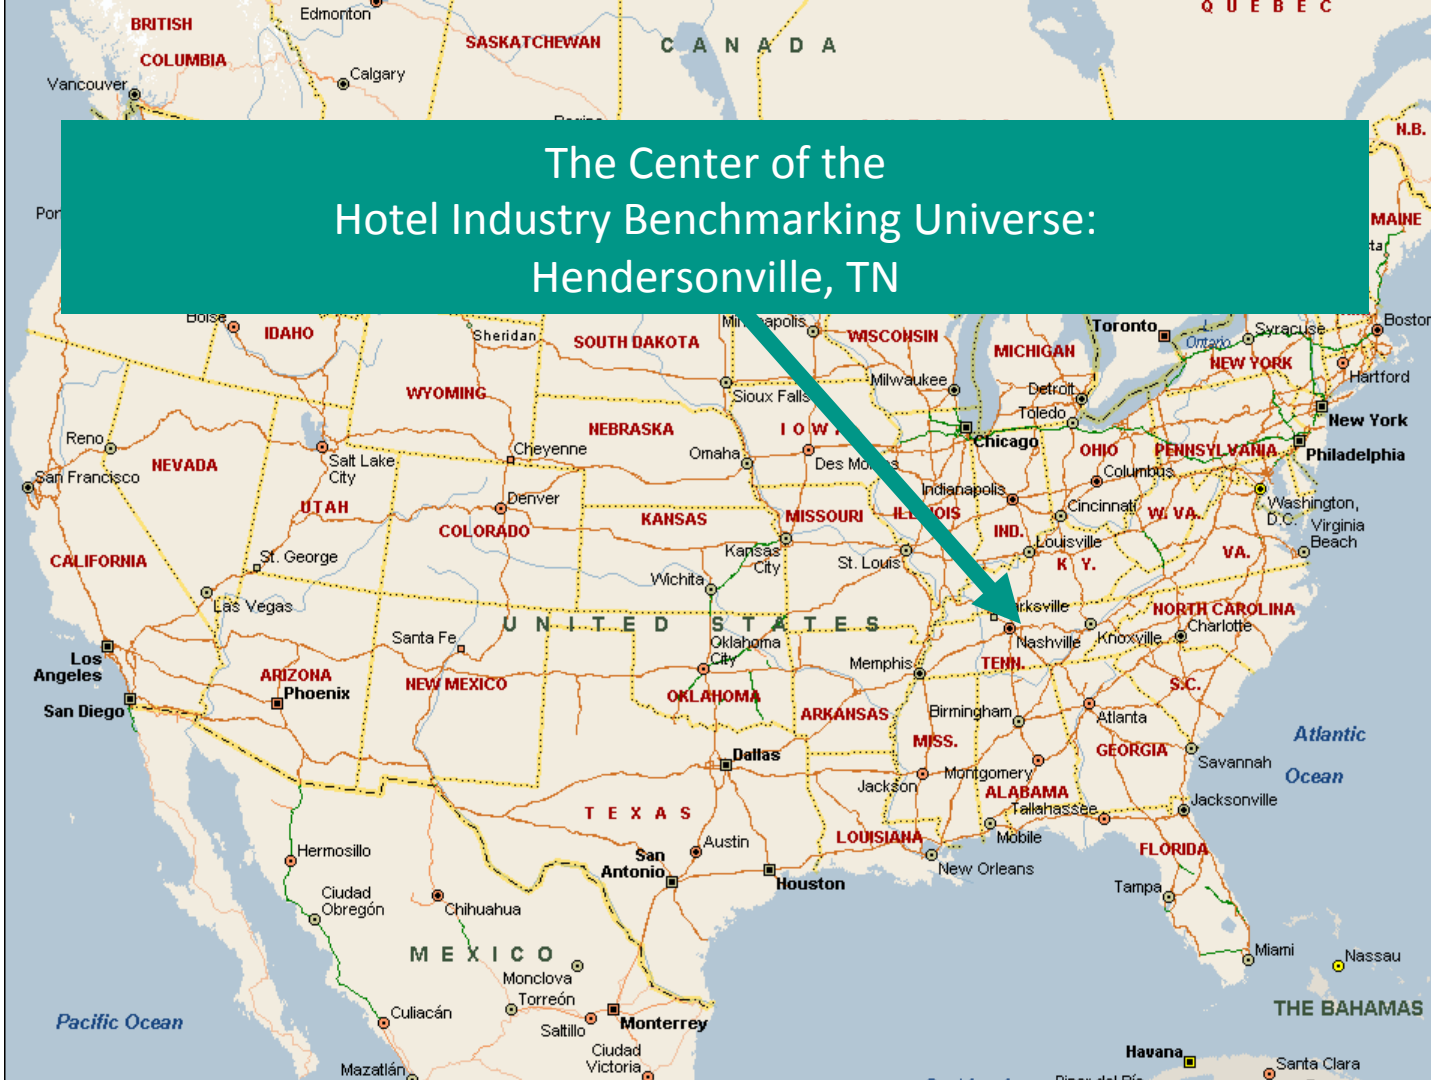 QUEBEC
Edmonton
BRITISH
COLUMBIA
SASKATCHEWAN
CANADA
Calgary
Vancouver
N.B.
The Center of the
Hotel Industry Benchmarking Universe:
Hendersonville, TN
MAINE
Boise
IDAHO
Sheridan
SOUTH DAKOTA
WISCONSIN
Toronto
Ontario
Syracuse
Boston
MICHIGAN
NEW YORK
Hartford
WYOMING
Sioux Falls
Milwaukee
Detroit
Toledo
New York
Reno
NEVADA
Salt Lake
City
Cheyenne
NEBRASKA
Omaha
Des Moines
Chicago
OHIO
PENNSYLVANIA
Philadelphia
San Francisco
Columbus
UTAH
Denver
COLORADO
KANSAS
MISSOURI
ILLINOIS
Indianapolis
IND.
Cincinnati
W. VA.
Washington,
D.C.
Virginia
Beach
CALIFORNIA
St. George
Kansas
City
St. Louis
Louisville
KY.
VA.
Wichita
Las Vegas
UNITED STATES
Nashville
Knoxville
NORTH CAROLINA
Charlotte
Santa Fe
Oklahoma
City
Memphis
TENN.
Los
Angeles
ARIZONA
Phoenix
NEW MEXICO
OKLAHOMA
ARKANSAS
S.C.
San Diego
Birmingham
Atlanta
Atlantic
Ocean
MISS.
GEORGIA
Savannah
Dallas
Jackson
Montgomery
ALABAMA
Tallahassee
Jacksonville
TEXAS
LOUISIANA
Mobile
Austin
San
Antonio
Houston
New Orleans
FLORIDA
Tampa
Hermosillo
Ciudad
Obregón
Chihuahua
MEXICO
Monclova
Torreón
Miami
Nassau
THE BAHAMAS
Pacific Ocean
Culiacán
Saltillo
Monterrey
Ciudad
Victoria
Mazatlán
Havana
Santa Clara